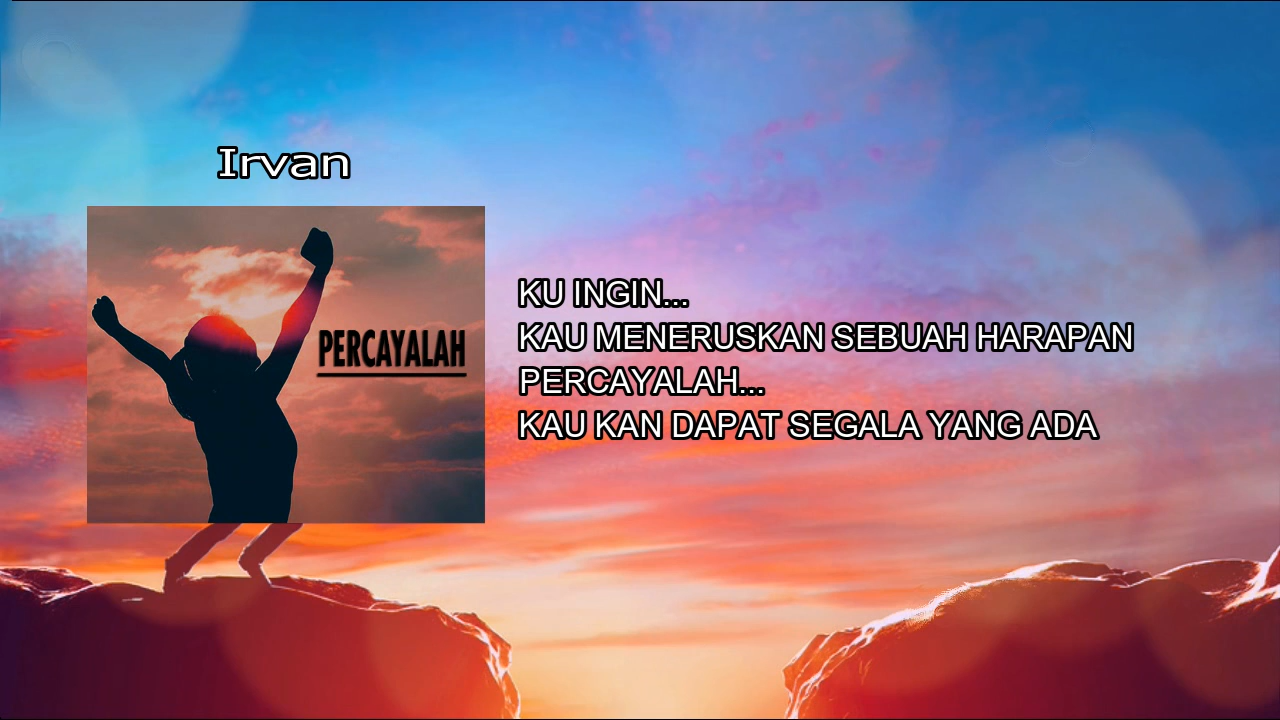 Irvan
PERCAYALAH
KU INGIN...
KAU MENERUSKAN SEBUAH HARAPAN
PERCAYALAH...
KAU KAN DAPAT SEGALA YANG ADA